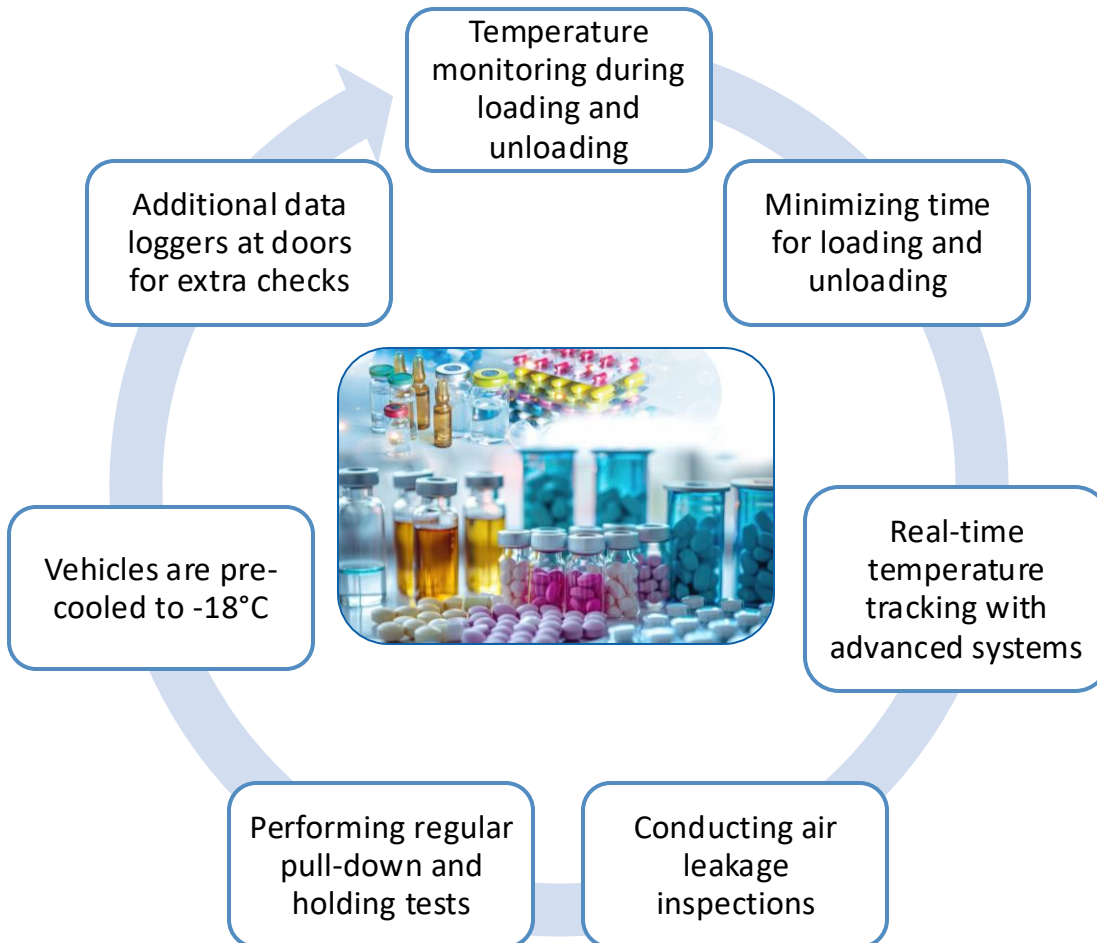 Temperature
monitoring during
loading and
unloading
Minimizing time
for loading and
unloading
Real-time
temperature
tracking with
advanced systems
Conducting air
leakage
inspections
Performing regular
pull-down and
holding tests
Vehicles are pre-
cooled to -18°C
Additional data
loggers at doors
for extra checks